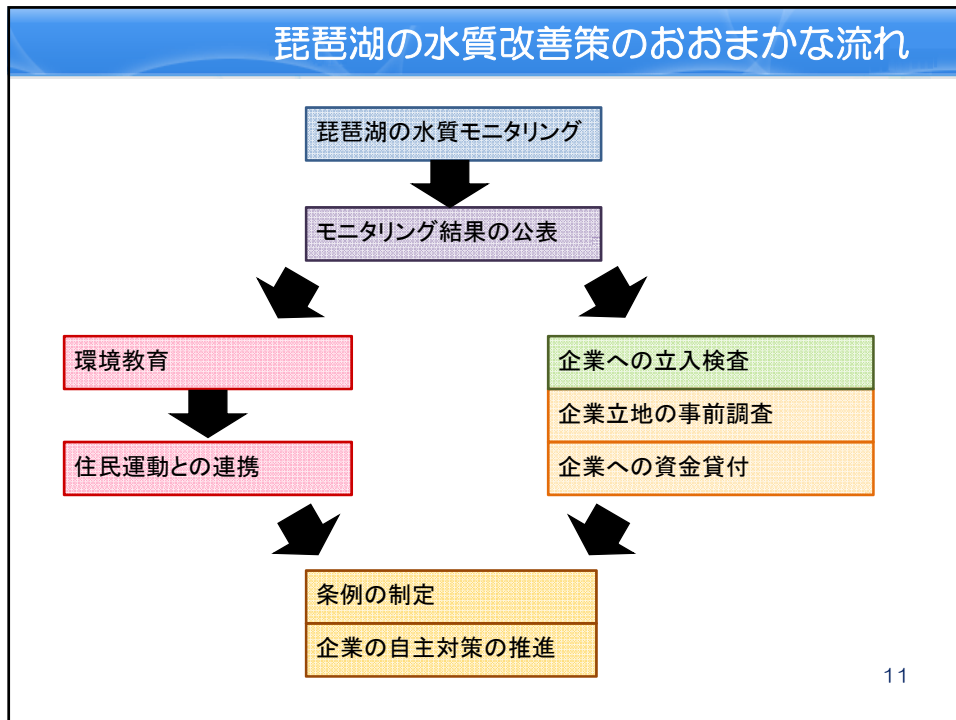 琵琶湖の水質改善策のおおまかな流れ
琵琶湖の水質モニタリング
モニタリング結果の公表
環境教育
住民運動との連携
企業への立入検査
企業立地の事前調査
企業への資金貸付
条例の制定
企業の自主対策の推進
11